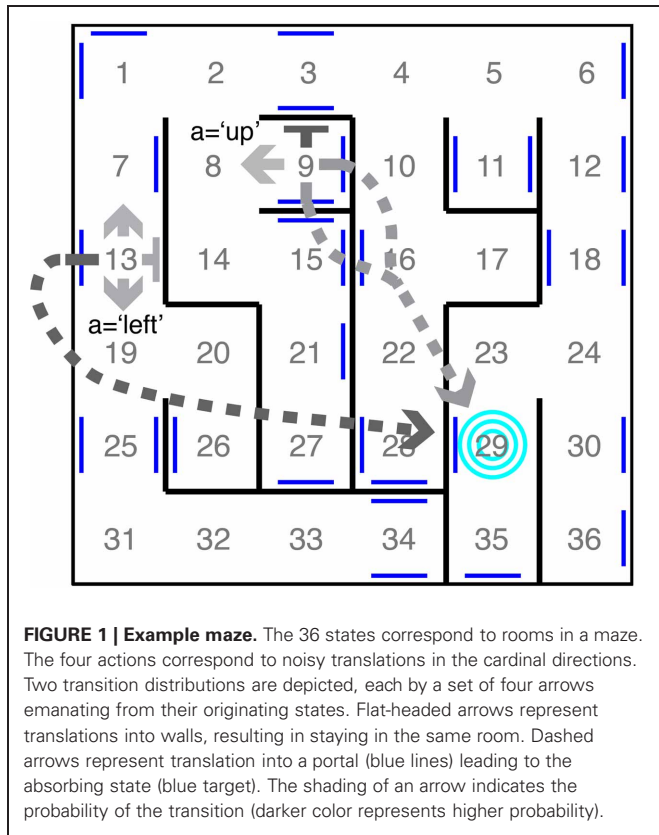 1 2 3 4 5 6
a='up'
7 8 9 10 11 12
13 14 15 16 17 18
a='left'
19 20 21 22 23 24
25 26 27 28 29 30
31 32 33 34 35 36
FIGURE 1 | Example maze. The 36 states correspond to rooms in a maze.
The four actions correspond to noisy translations in the cardinal directions.
Two transition distributions are depicted, each by a set of four arrows
emanating from their originating states. Flat-headed arrows represent
translations into walls, resulting in staying in the same room. Dashed
arrows represent translation into a portal (blue lines) leading to the
absorbing state (blue target). The shading of an arrow indicates the
probability of the transition (darker color represents higher probability).